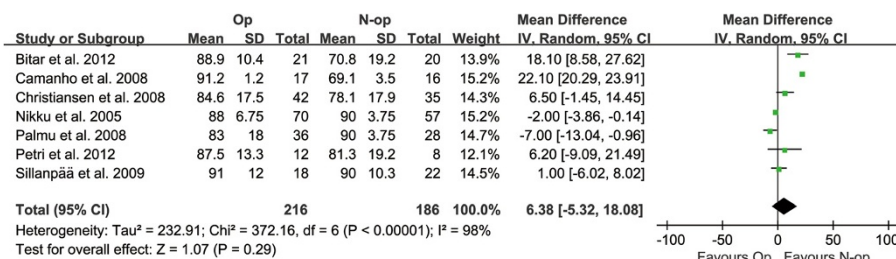 Op N-op Mean Difference Mean Difference
Study or Subgroup Mean SD Total Mean SD Total Weight IV, Random, 95% CI IV, Random, 95% CI
Bitar et al. 2010 88.9 10.4 21 70.8 19.2 20 13.9% 18.10 [8.58, 27.62]
Camanho et al. 2008 91.2 1.2 17 69.1 3.5 16 15.2% 22.10 [20.29, 23.91]
Christiansen et al. 2008 84.6 17.5 42 78.1 17.9 35 14.3% 6.50 [-1.45, 14.45]
Nikku et al. 2005 88 6.75 70 90 3.75 57 15.2% -2.00 [-3.86, -0.14]
Palmu et al. 2008 83 18 36 90 3.75 28 14.7% -7.00 [-13.04, -0.96]
Petri et al. 2012 87.5 13.3 12 81.3 19.2 8 12.1% 6.20 [-9.09, 21.49]
Sillanpää et al. 2009 91 12 18 90 10.3 22 14.5% 1.00 [-6.02, 8.02]
Total (95% CI) 216 186 100.0% 6.38 [-5.32, 18.08]
Heterogeneity: Tau² = 232.91; Chi² = 372.16, df = 6 (P < 0.00001); I² = 98%
Test for overall effect: Z = 1.07 (P = 0.29)
-100 -50 0 50 100
Favours Op Favours N-op